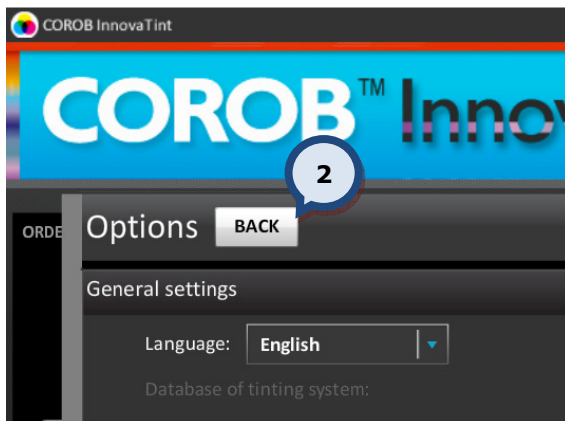 COROB InnovaTint
COROB™ Inno
2
ORDE
Options BACK
General settings
Language: English
Database of tinting system: